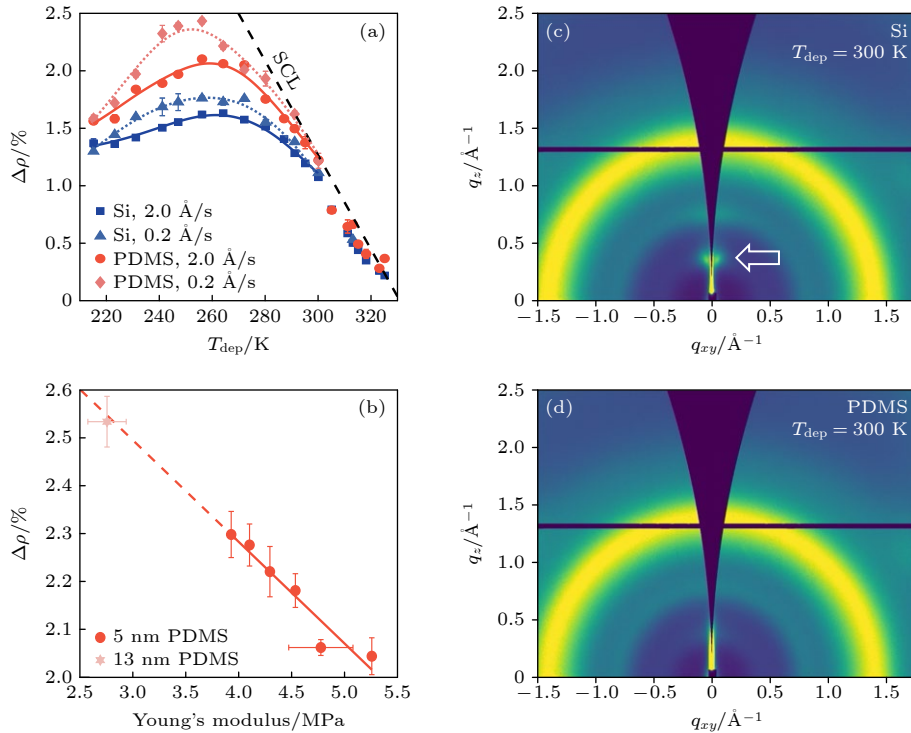 (a)
SCL
Δρ/%
2.5
2.0
1.5
1.0
0.5
0
Si, 2.0 Å/s
Si, 0.2 Å/s
PDMS, 2.0 Å/s
PDMS, 0.2 Å/s
220 240 260 280 300 320
T_dep/K
(c)
Si
T_dep = 300 K
q_z/Å⁻¹
2.5
2.0
1.5
1.0
0.5
0
−1.5 −1.0 −0.5 0 0.5 1.0 1.5
q_xy/Å⁻¹
(b)
Δρ/%
2.6
2.5
2.4
2.3
2.2
2.1
2.0
5 nm PDMS
13 nm PDMS
2.5 3.0 3.5 4.0 4.5 5.0 5.5
Young's modulus/MPa
(d)
PDMS
T_dep = 300 K
q_z/Å⁻¹
2.5
2.0
1.5
1.0
0.5
0
−1.5 −1.0 −0.5 0 0.5 1.0 1.5
q_xy/Å⁻¹